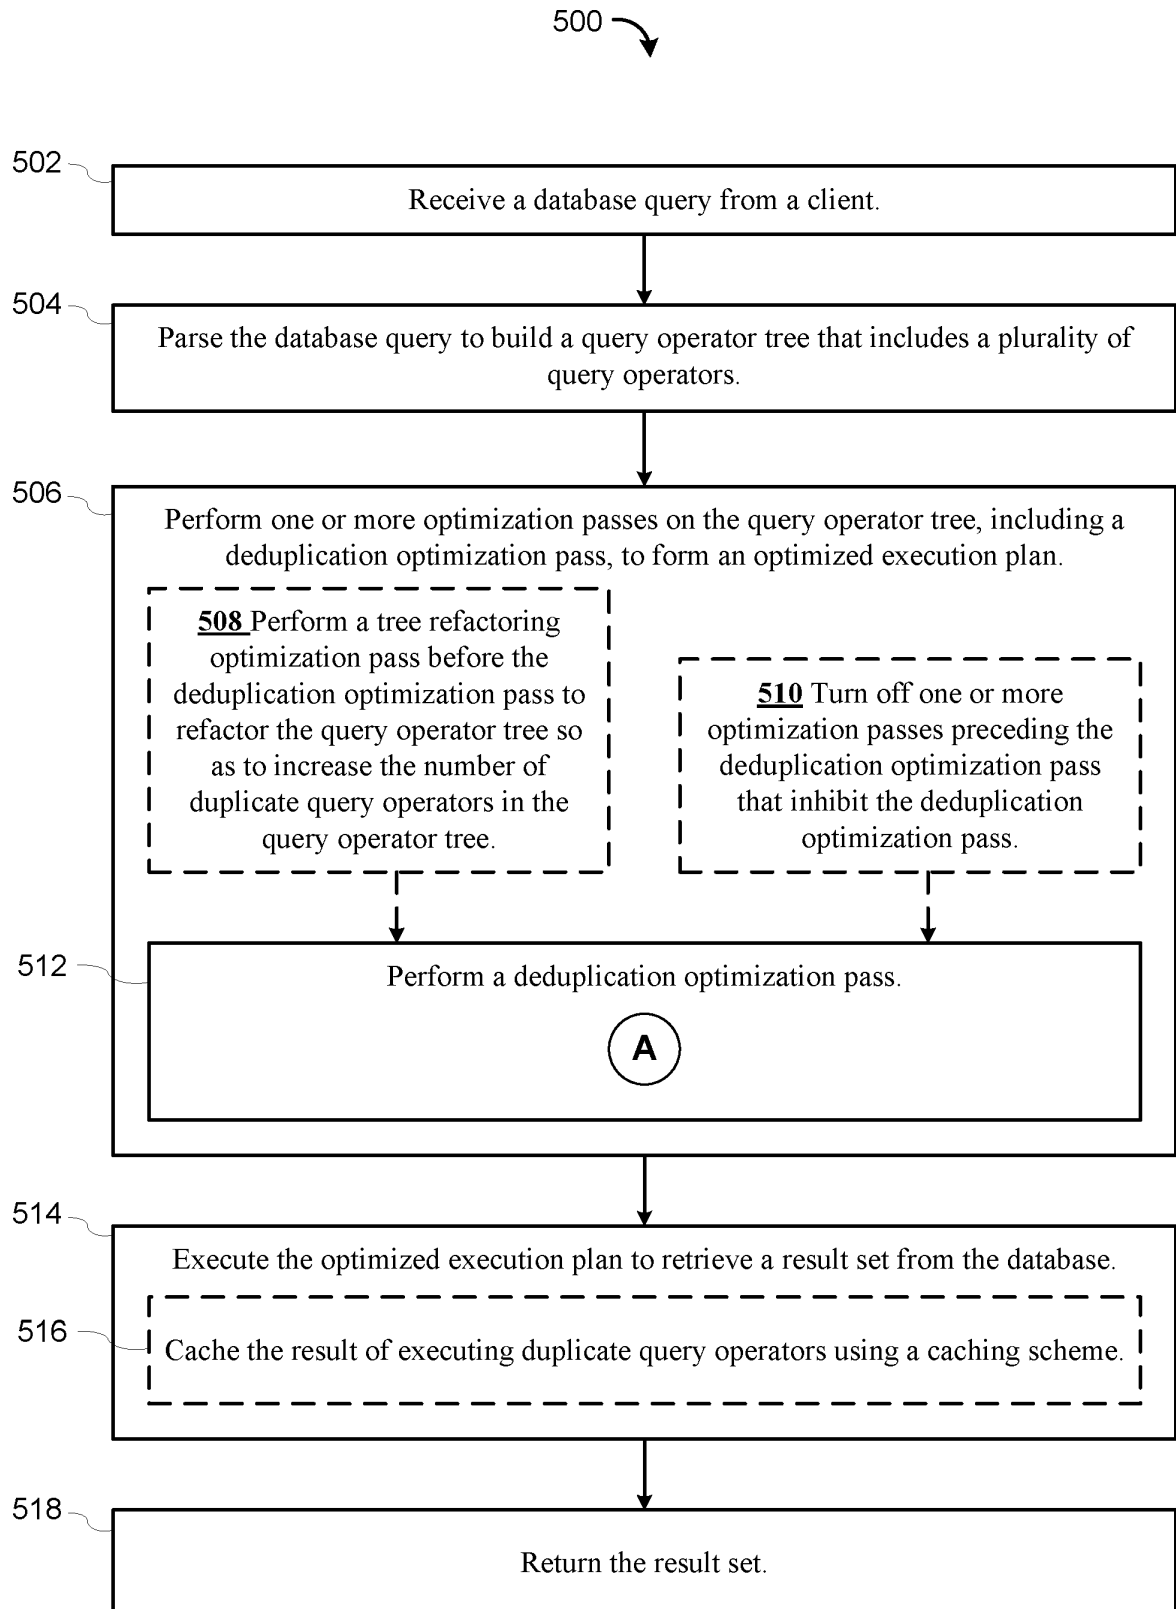 500
502
Receive a database query from a client.
504
Parse the database query to build a query operator tree that includes a plurality of
query operators.
506
Perform one or more optimization passes on the query operator tree, including a
deduplication optimization pass, to form an optimized execution plan.
508 Perform a tree refactoring
optimization pass before the
deduplication optimization pass to
refactor the query operator tree so
as to increase the number of
duplicate query operators in the
query operator tree.
510 Turn off one or more
optimization passes preceding the
deduplication optimization pass
that inhibit the deduplication
optimization pass.
512
Perform a deduplication optimization pass.
A
514
Execute the optimized execution plan to retrieve a result set from the database.
516
Cache the result of executing duplicate query operators using a caching scheme.
518
Return the result set.